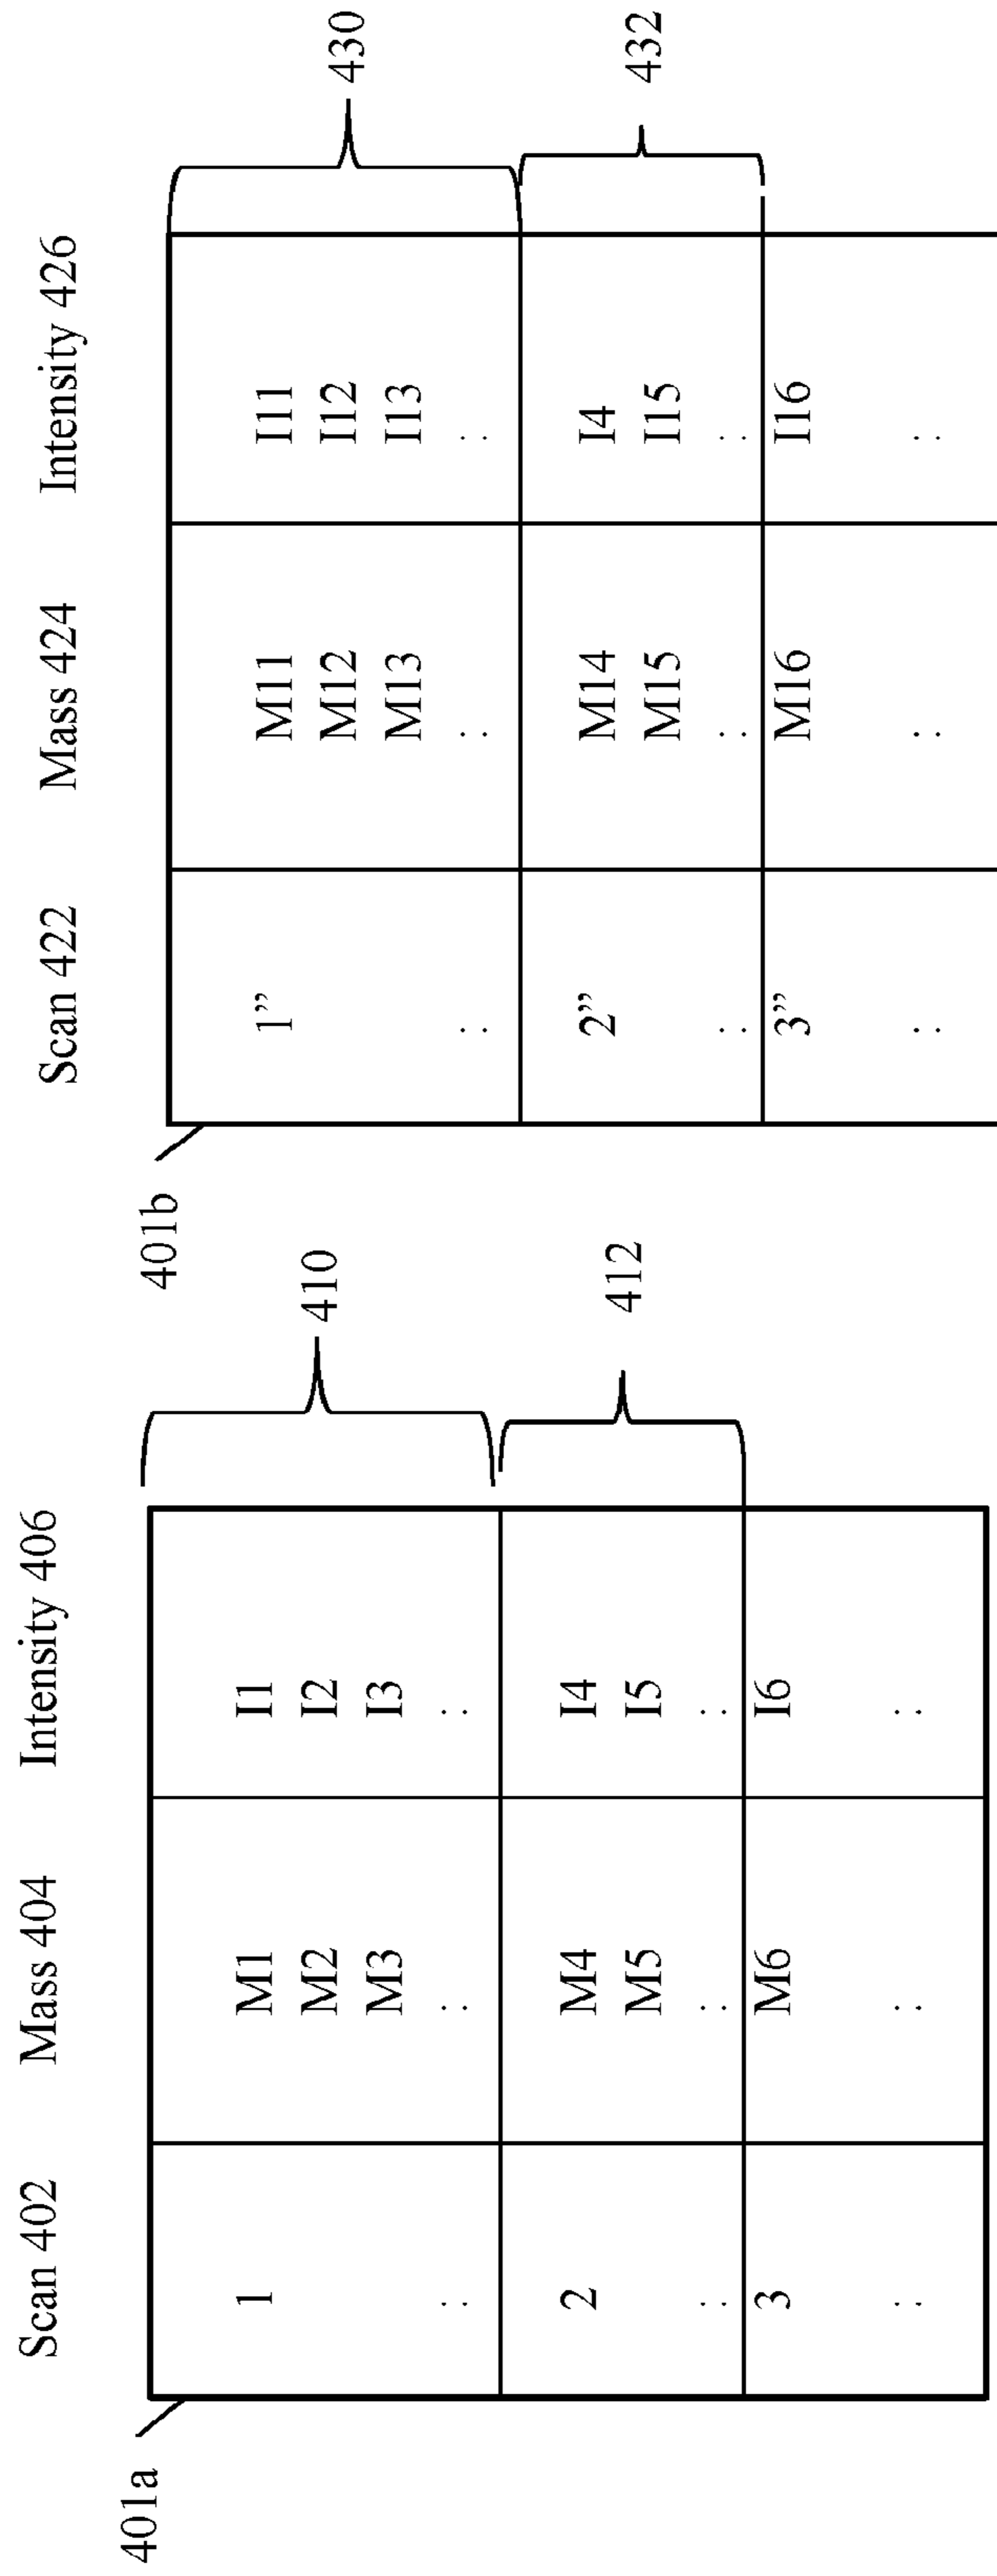 401a
Scan 402 Mass 404 Intensity 406
1 M1 I1
M2 I2
M3 I3
: : :
410
2 M4 I4
M5 I5
: : :
412
3 M6 I6
: : :
401b
Scan 422 Mass 424 Intensity 426
1” M11 I11
M12 I12
M13 I13
: : :
430
2” M14 I4
M15 I15
: : :
432
3” M16 I16
: : :